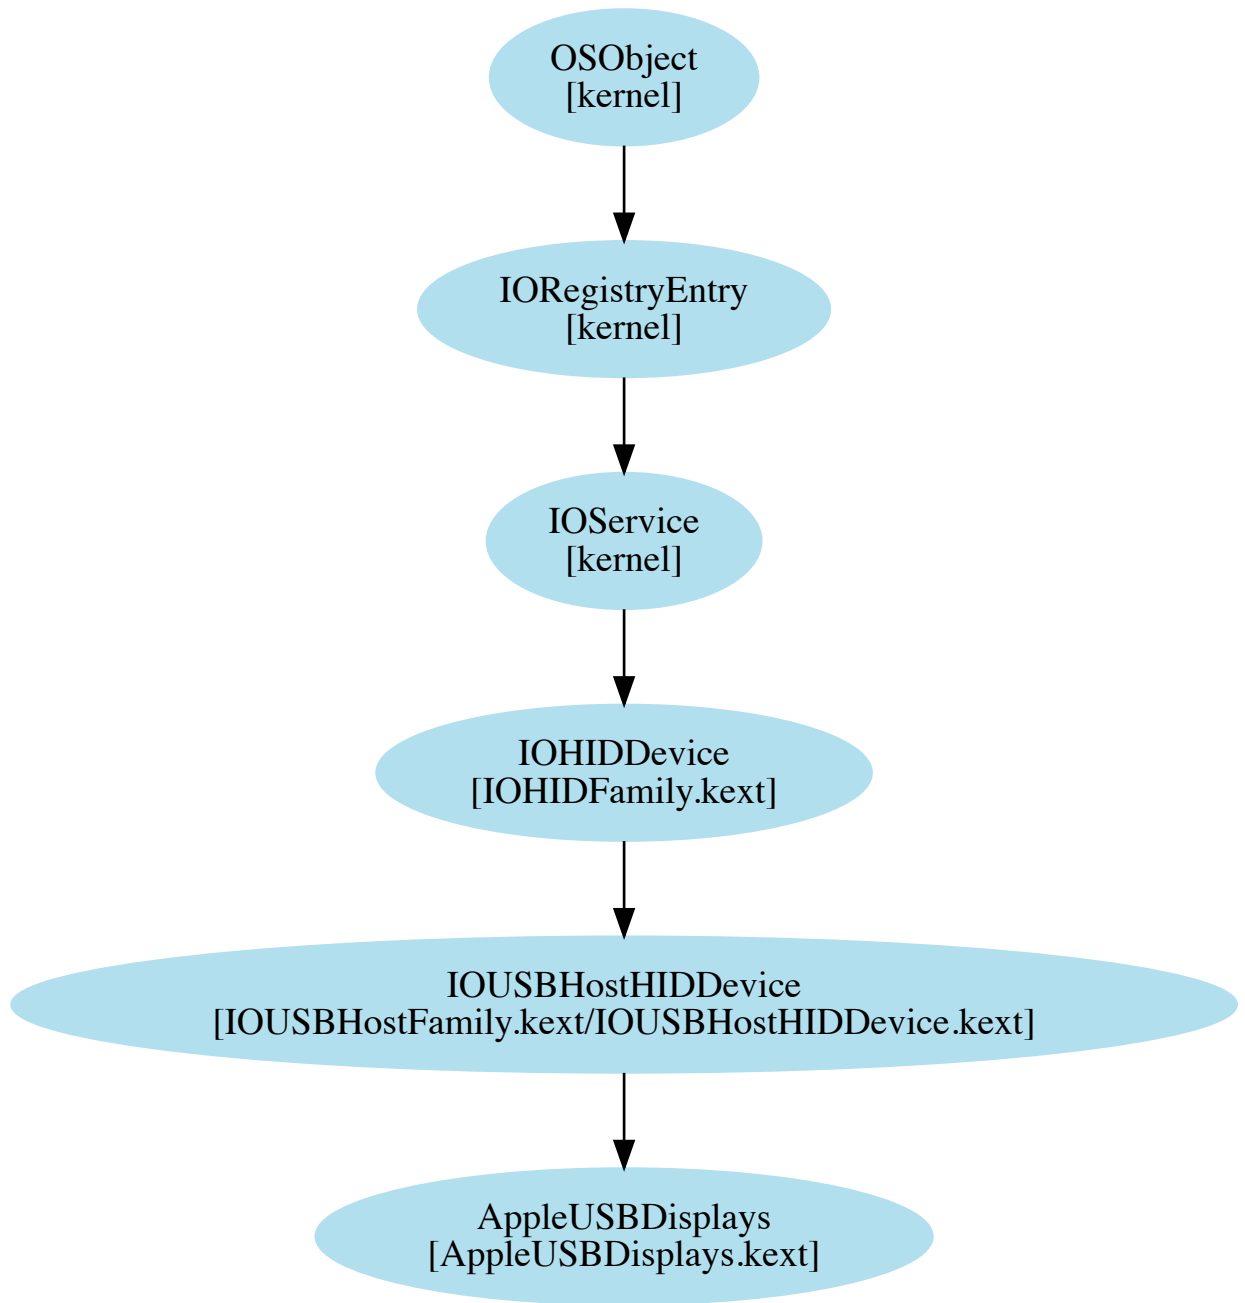 OSObject
[kernel]
IORegistryEntry
[kernel]
IOService
[kernel]
IOHIDDevice
[IOHIDFamily.kext]
IOUSBHostHIDDevice
[IOUSBHostFamily.kext/IOUSBHostHIDDevice.kext]
AppleUSBDisplays
[AppleUSBDisplays.kext]